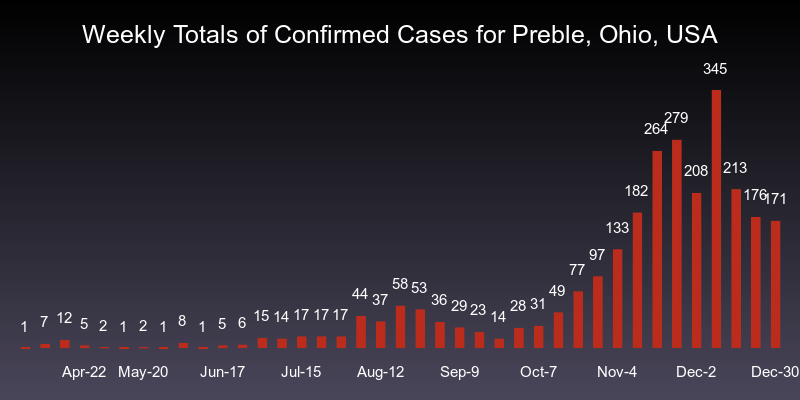 Weekly Totals of Confirmed Cases for Preble, Ohio, USA
1 7 12 5 2 1 2 1 8 1 5 6 15 14 17 17 17 44 37 58 53 36 29 23 14 28 31 49 77 97 133 182 264 279 208 345 213 176 171
Apr-22 May-20 Jun-17 Jul-15 Aug-12 Sep-9 Oct-7 Nov-4 Dec-2 Dec-30